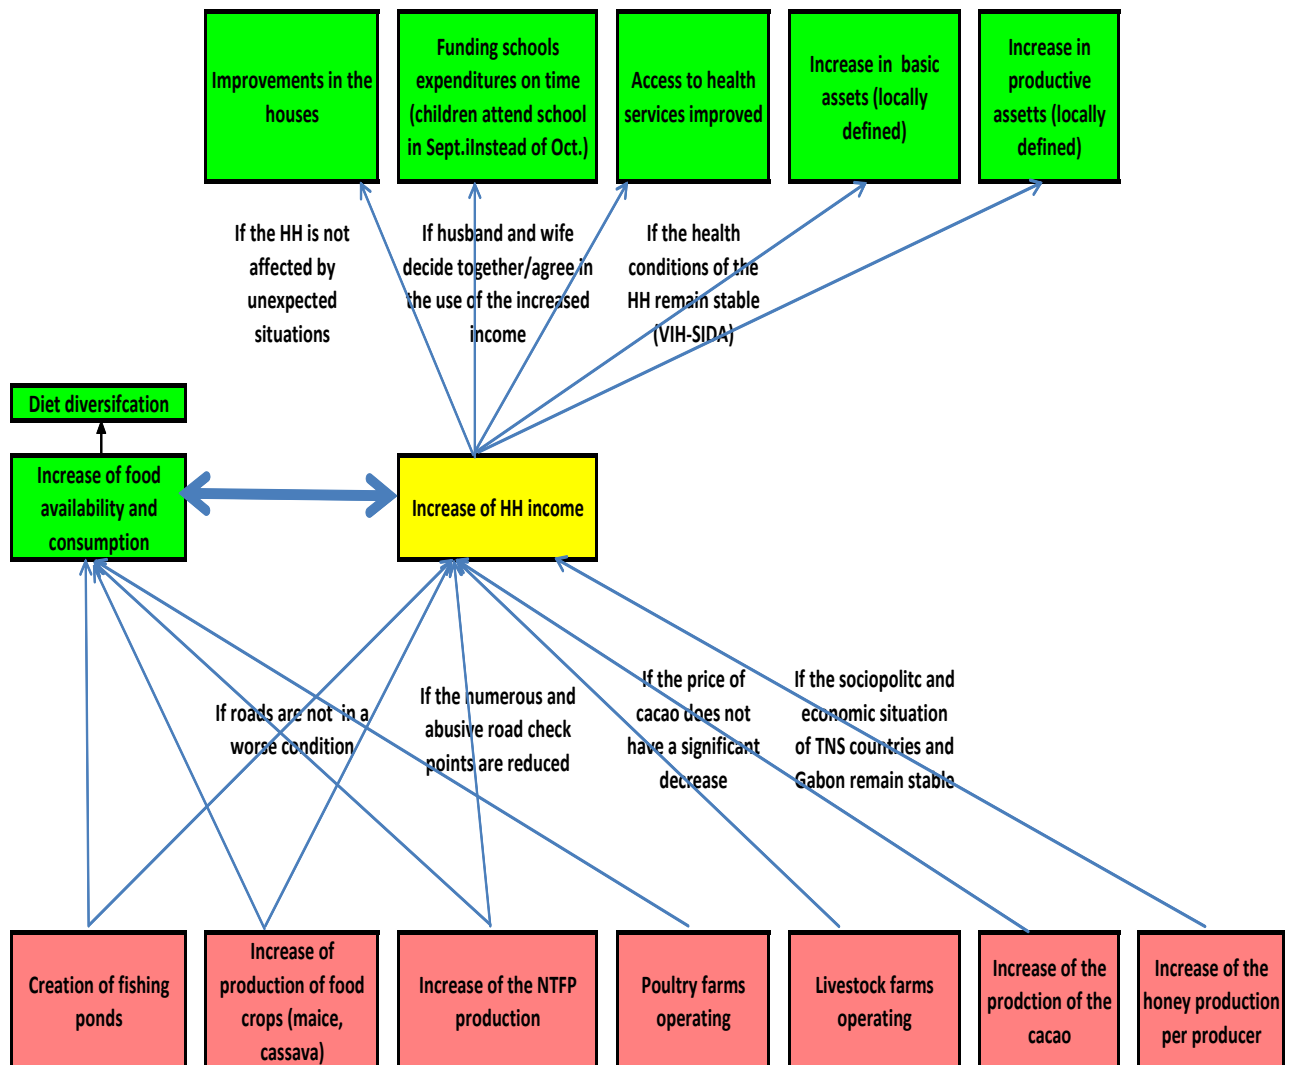 Improvements in the
houses
Funding schools
expenditures on time
(children attend school
in Sept.iInstead of Oct.)
Access to health
services improved
Increase in  basic
assets (locally
defined)
Increase in
productive
assetts (locally
defined)
If the HH is not
affected by
unexpected
situations
If husband and wife
decide together/agree in
the use of the increased
income
If the health
conditions of the
HH remain stable
(VIH-SIDA)
Diet diversifcation
Increase of food
availability and
consumption
Increase of HH income
If roads are not  in a
worse condition
If the numerous and
abusive road check
points are reduced
If the price of
cacao does not
have a significant
decrease
If the sociopolitc and
economic situation
of TNS countries and
Gabon remain stable
Creation of fishing
ponds
Increase of
production of food
crops (maice,
cassava)
Increase of the NTFP
production
Poultry farms
operating
Livestock farms
operating
Increase of the
prodction of the
cacao
Increase of the
honey production
per producer